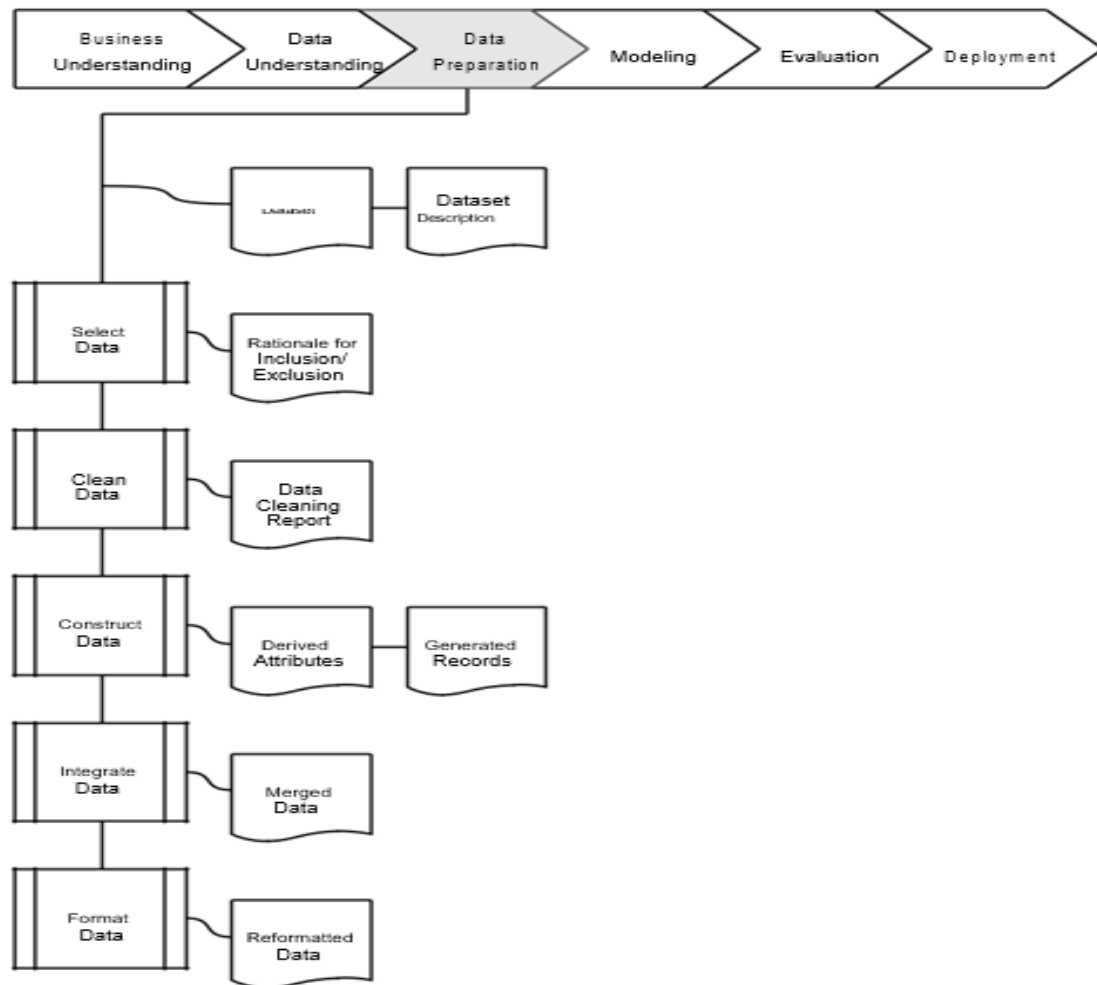 Business
Understanding
Data
Understanding
Data
Preparation
Modeling
Evaluation
Deployment
Dataset
Description
Select
Data
Rationale for
Inclusion/
Exclusion
Clean
Data
Data
Cleaning
Report
Construct
Data
Derived
Attributes
Generated
Records
Integrate
Data
Merged
Data
Format
Data
Reformatted
Data